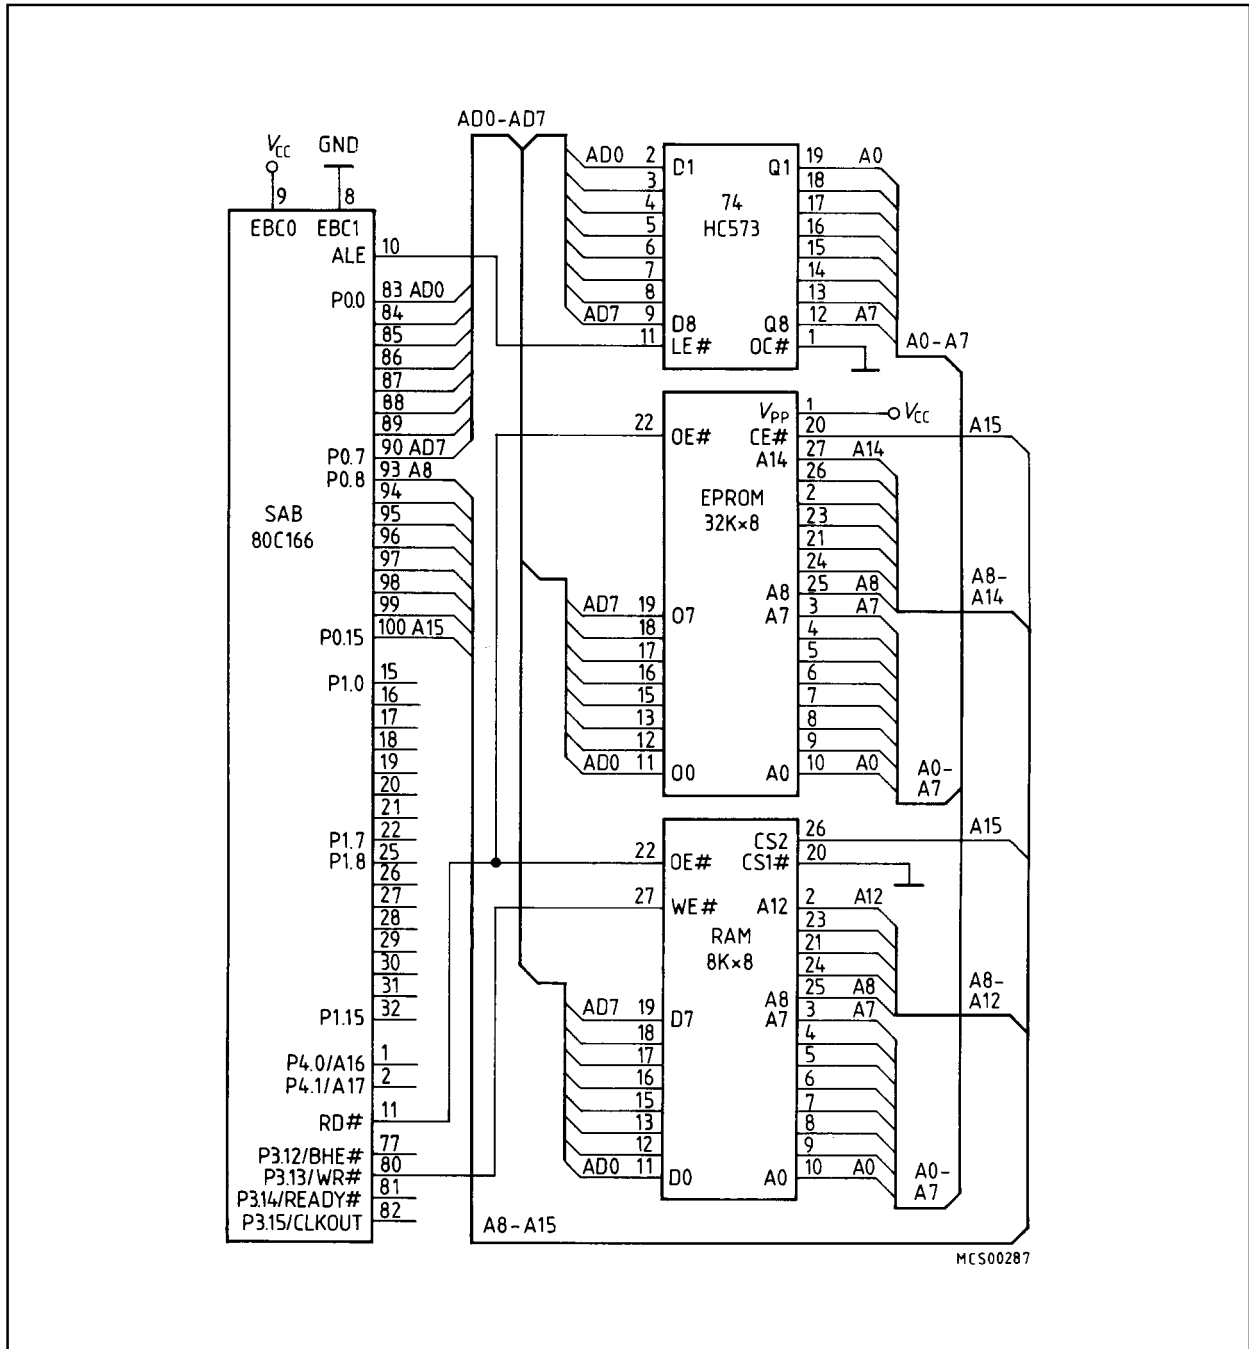 AD0-AD7
VCC GND
9 8
EBC0 EBC1
ALE 10
P0.0 83 AD0
84
85
86
87
88
89
P0.7 90 AD7
P0.8 93 A8
94
95
96
97
98
99
P0.15 100 A15
SAB
80C166
P1.0 15
16
17
18
19
20
21
P1.7 22
P1.8 25
26
27
28
29
30
31
P1.15 32
P4.0/A16 1
P4.1/A17 2
RD# 11
P3.12/BHE# 77
P3.13/WR# 80
P3.14/READY# 81
P3.15/CLKOUT 82
A8-A15
AD0 2 D1 Q1 19 A0
3 18
4 17
5 16
6 15
7 14
8 13
AD7 9 D8 Q8 12 A7
11 LE# OC# 1
74
HC573
A0-A7
VPP 1 VCC
22 OE# CE# 20 A15
A14 27 A14
26
2
23
21
24
A8 25 A8
EPROM
32K×8
A8-
A14
AD7 19 O7 A7 3 A7
18 4
17 5
16 6
15 7
13 8
12 9
AD0 11 O0 A0 10 A0
A0-
A7
CS2 26 A15
22 OE# CS1# 20
27 WE# A12 2 A12
23
21
24
A8 25 A8
RAM
8K×8
A8-
A12
AD7 19 D7 A7 3 A7
18 4
17 5
16 6
15 7
13 8
12 9
AD0 11 D0 A0 10 A0
A0-
A7
MCS00287